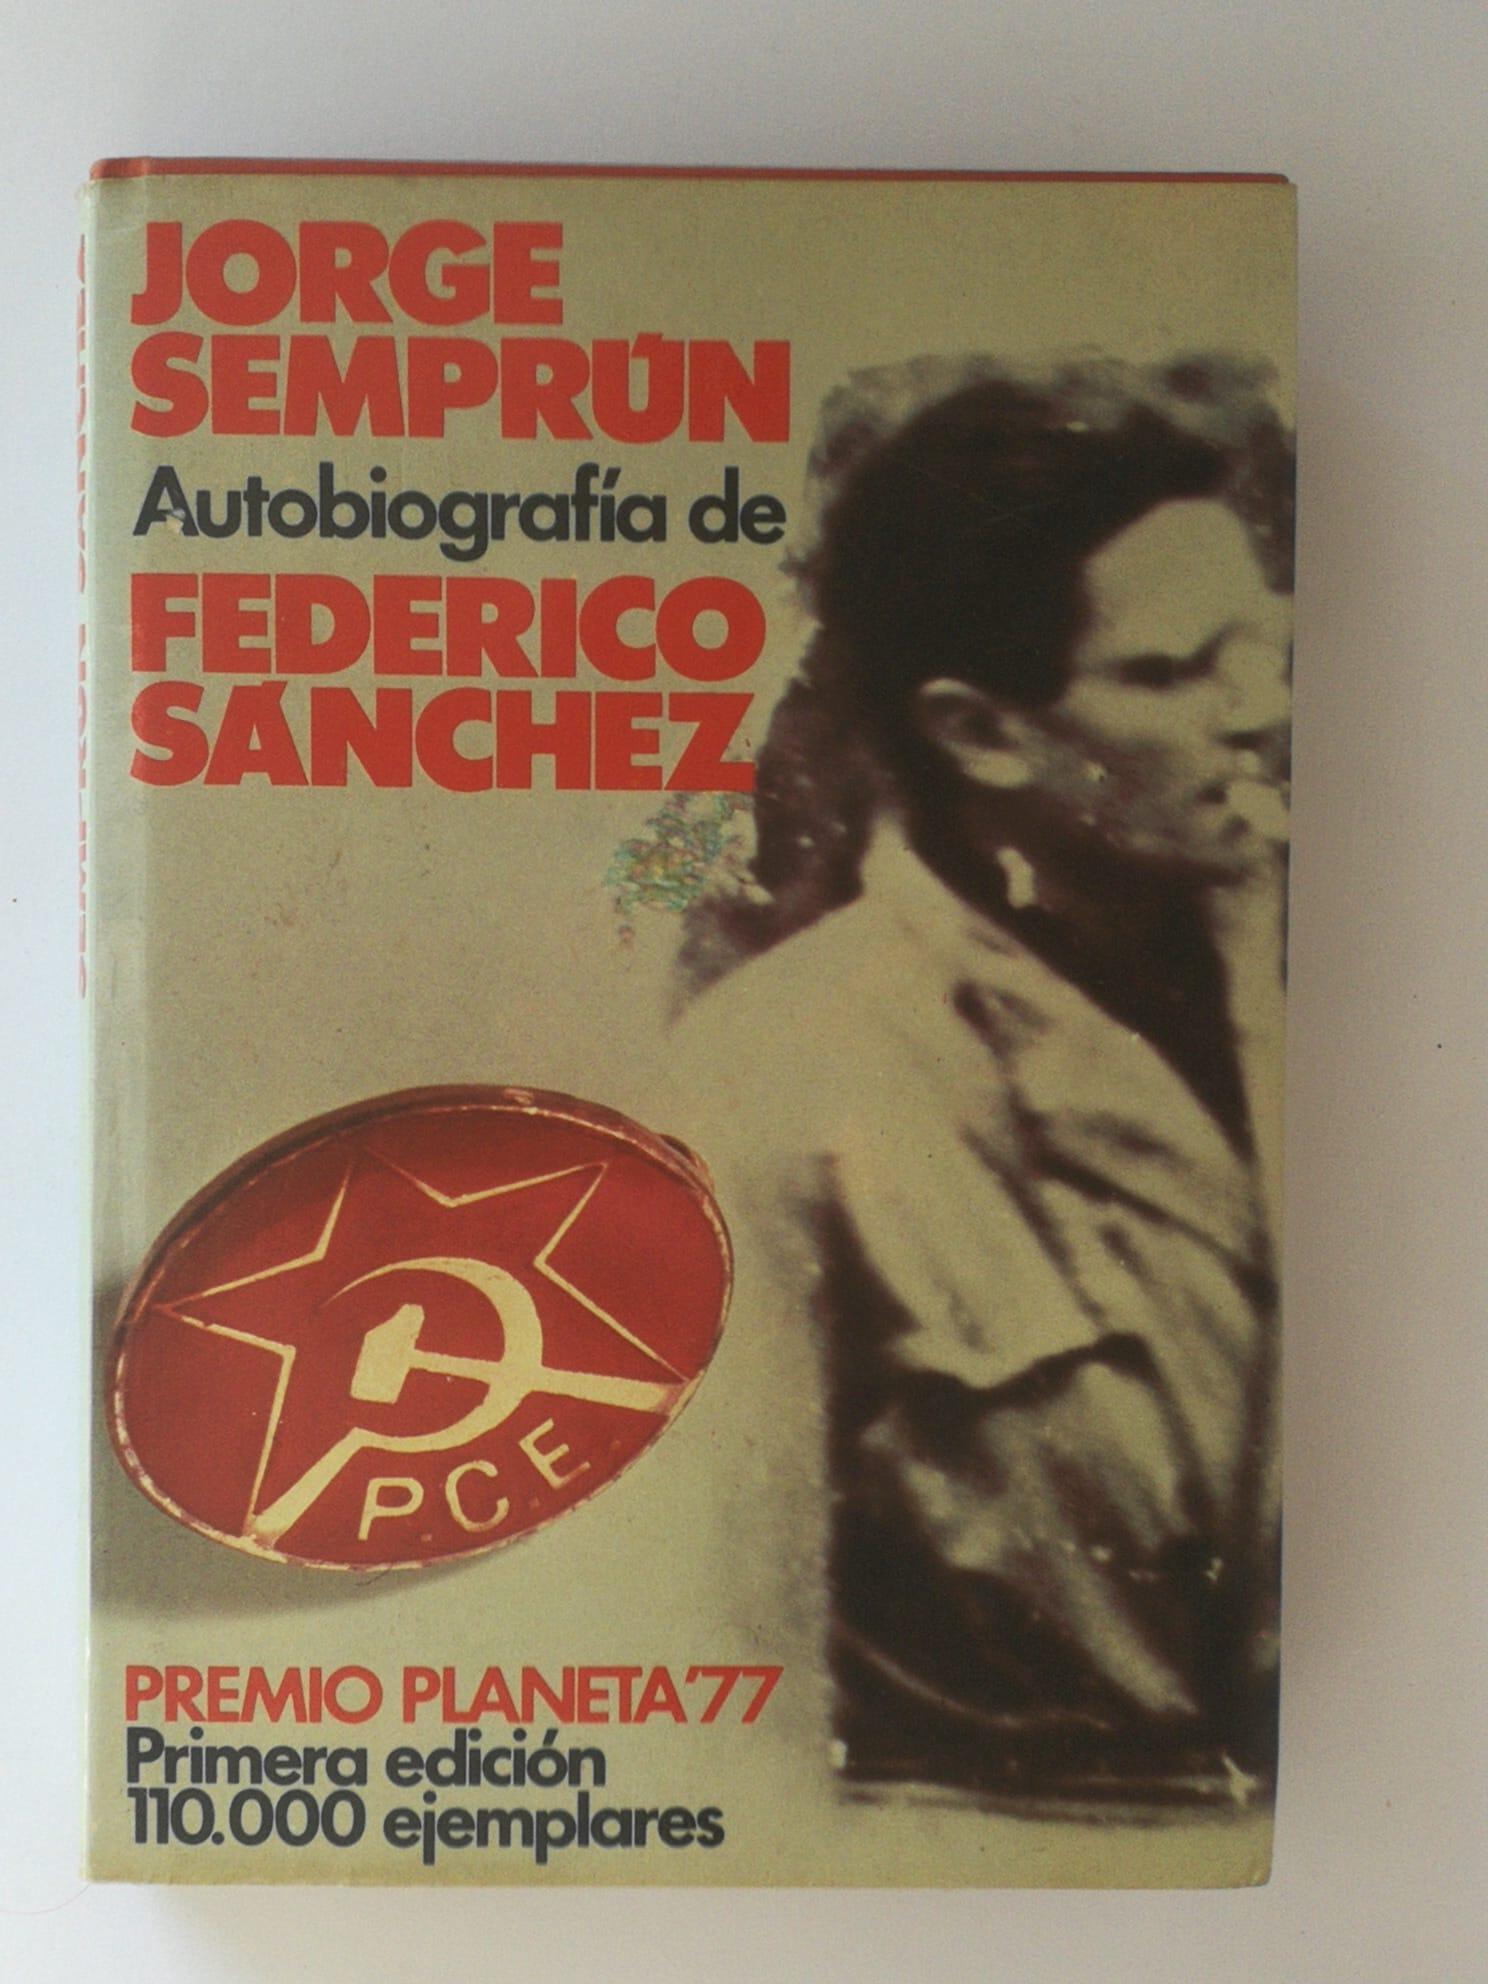 JORGE
SEMPRÚN
Autobiografía de
FEDERICO
SÁNCHEZ
P.C.E.
PREMIO PLANETA'77
Primera edición
110.000 ejemplares